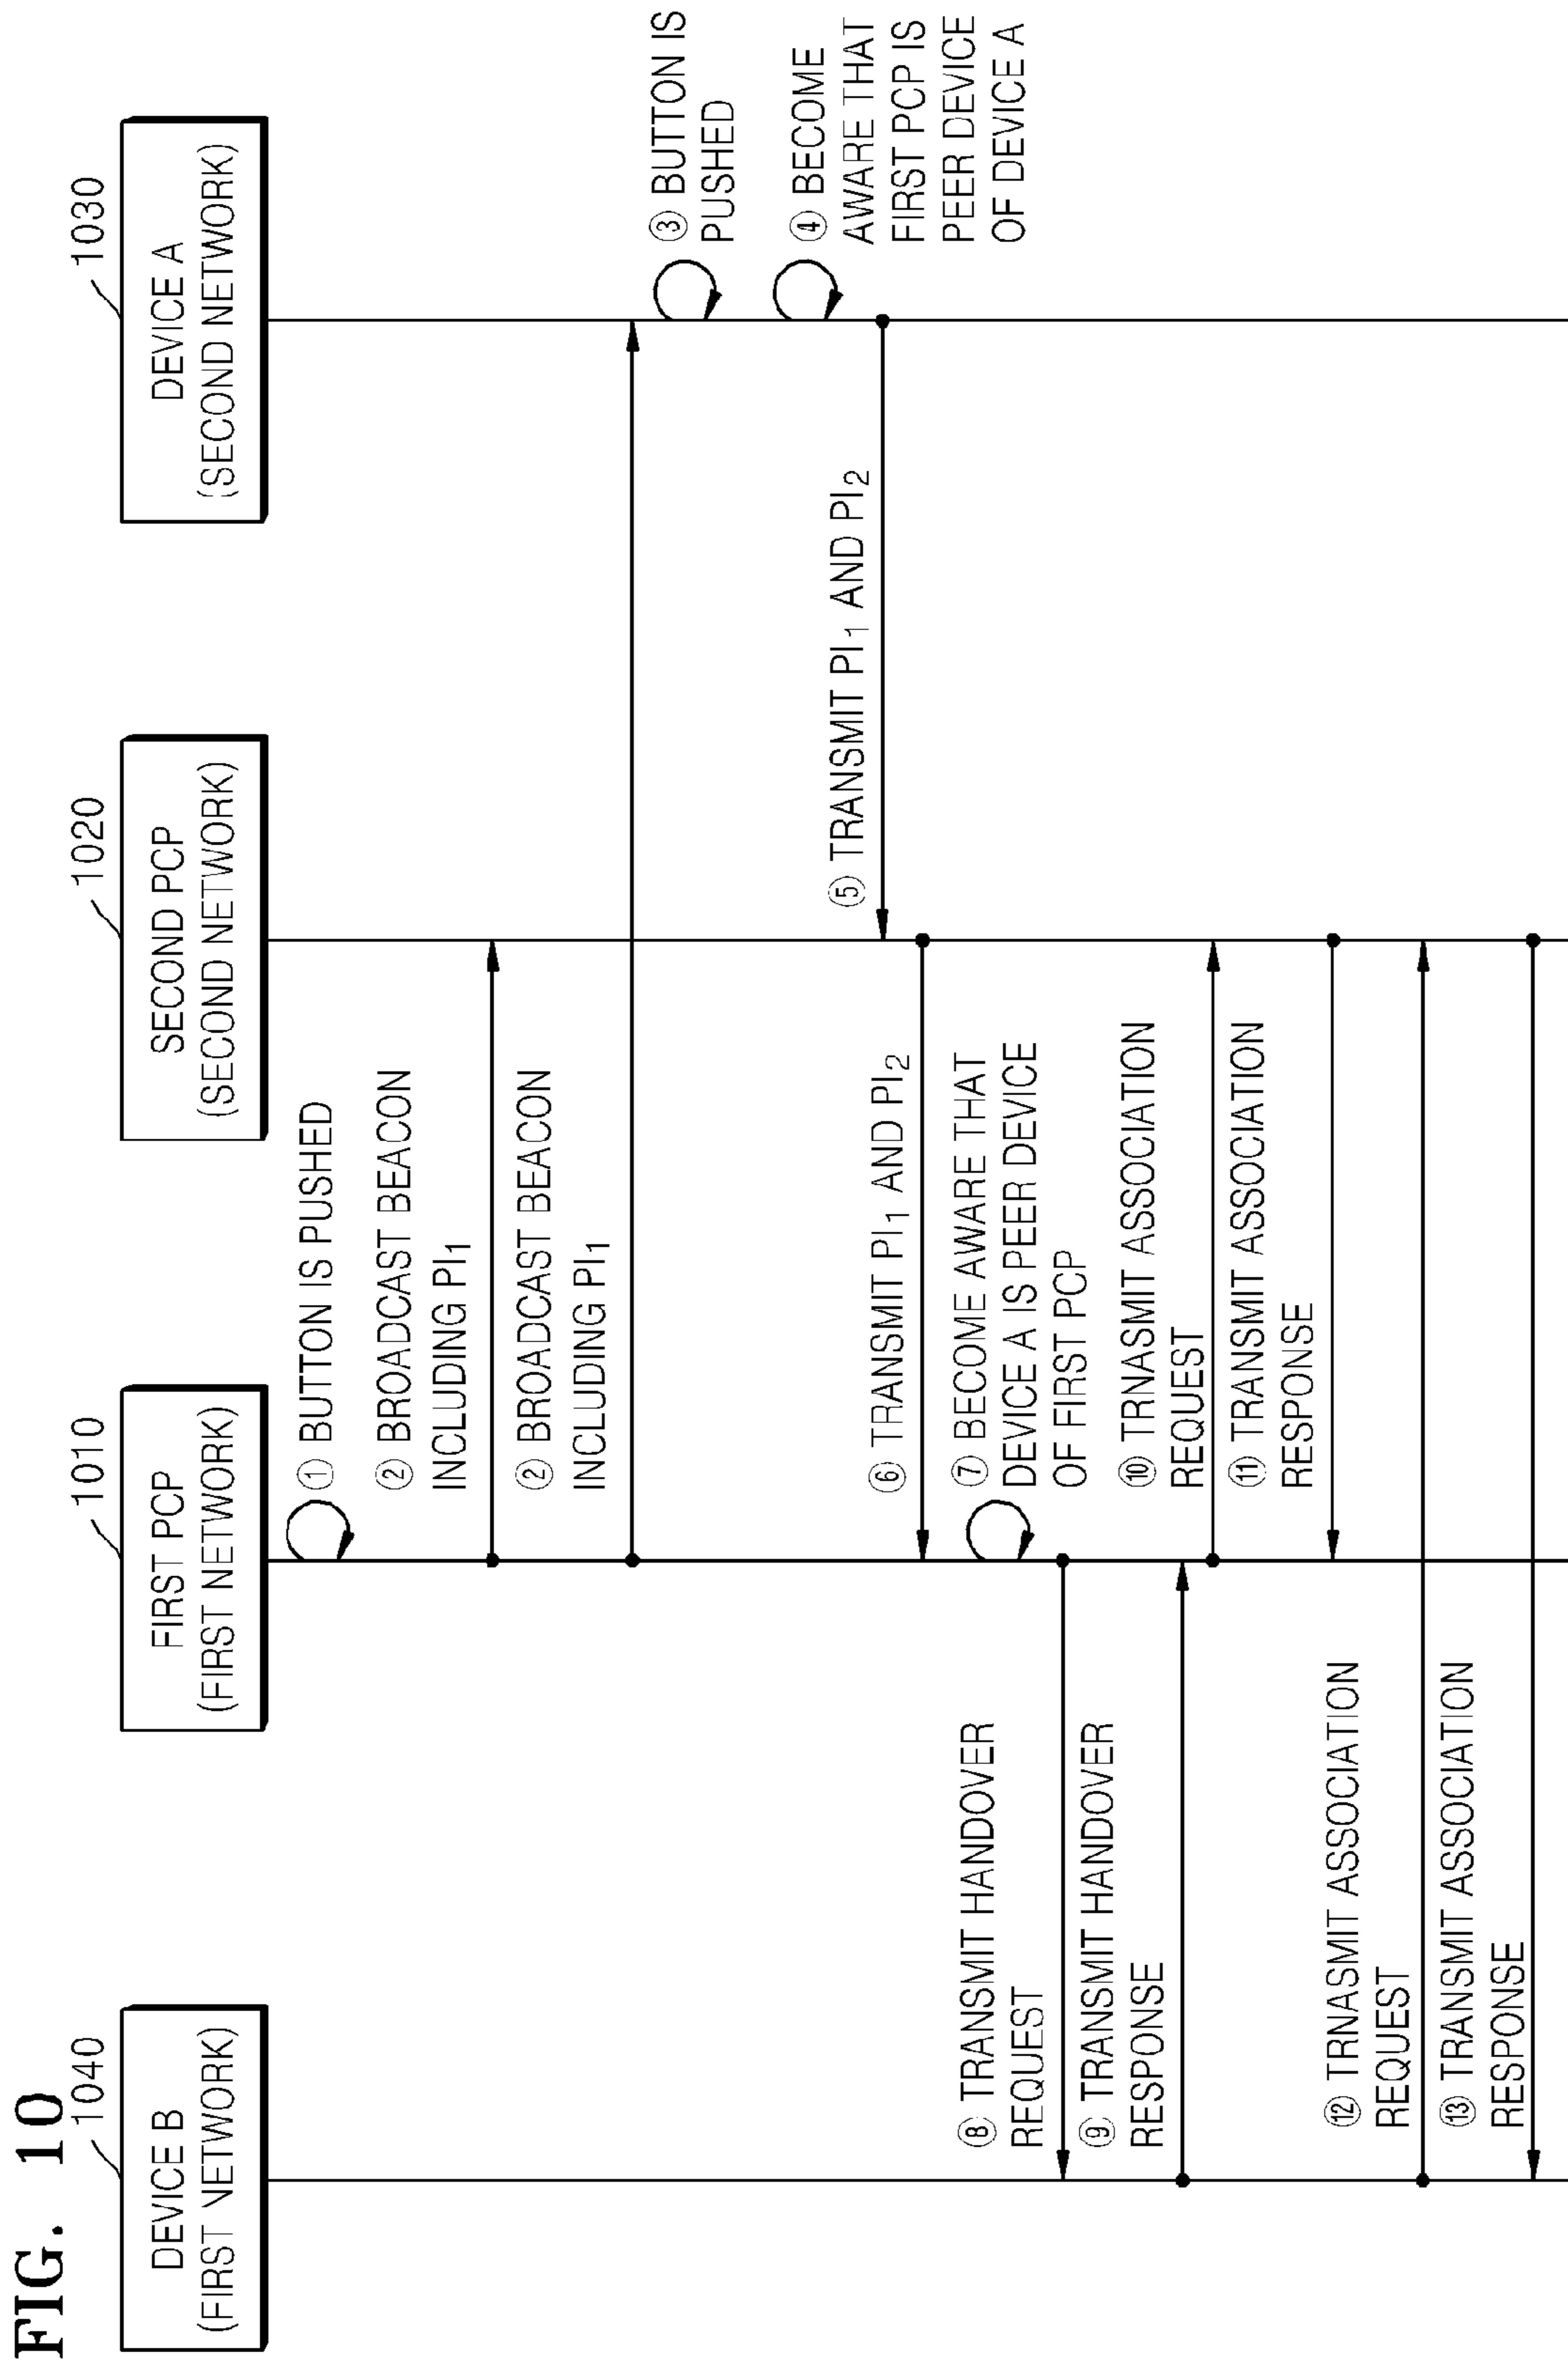 FIG. 10
1040
DEVICE B
(FIRST NETWORK)
1010
FIRST PCP
(FIRST NETWORK)
1020
SECOND PCP
(SECOND NETWORK)
1030
DEVICE A
(SECOND NETWORK)
① BUTTON IS PUSHED
② BROADCAST BEACON
INCLUDING PI₁
② BROADCAST BEACON
INCLUDING PI₁
③ BUTTON IS
PUSHED
④ BECOME
AWARE THAT
FIRST PCP IS
PEER DEVICE
OF DEVICE A
⑤ TRANSMIT PI₁ AND PI₂
⑥ TRANSMIT PI₁ AND PI₂
⑦ BECOME AWARE THAT
DEVICE A IS PEER DEVICE
OF FIRST PCP
⑧ TRANSMIT HANDOVER
REQUEST
⑨ TRANSMIT HANDOVER
RESPONSE
⑩ TRNASMIT ASSOCIATION
REQUEST
⑪ TRANSMIT ASSOCIATION
RESPONSE
⑫ TRNASMIT ASSOCIATION
REQUEST
⑬ TRANSMIT ASSOCIATION
RESPONSE